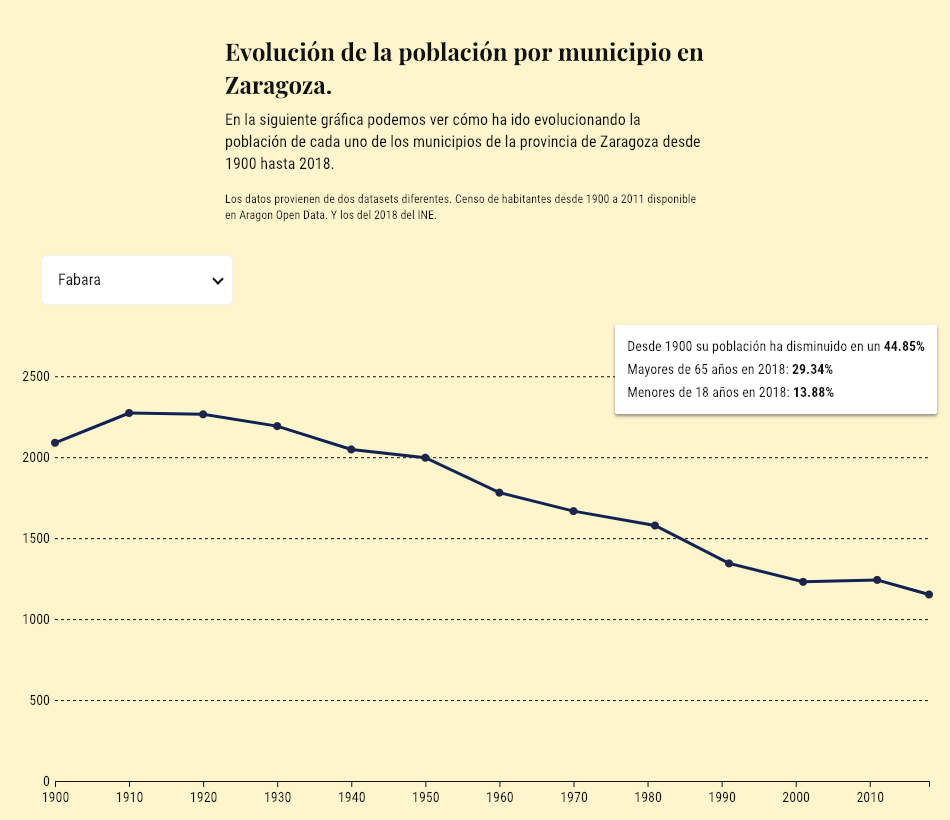 Evolución de la población por municipio en
Zaragoza.
En la siguiente gráfica podemos ver cómo ha ido evolucionando la
población de cada uno de los municipios de la provincia de Zaragoza desde
1900 hasta 2018.
Los datos provienen de dos datasets diferentes. Censo de habitantes desde 1900 a 2011 disponible
en Aragon Open Data. Y los del 2018 del INE.
Fabara
Desde 1900 su población ha disminuido en un 44.85%
Mayores de 65 años en 2018: 29.34%
Menores de 18 años en 2018: 13.88%
2500
2000
1500
1000
500
0
1900 1910 1920 1930 1940 1950 1960 1970 1980 1990 2000 2010